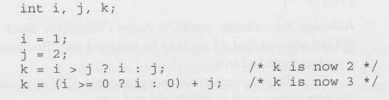 int i, j, k;
i = 1;
j = 2;
k = i > j ? i : j;          /* k is now 2 */
k = (i >= 0 ? i : 0) + j;   /* k is now 3 */